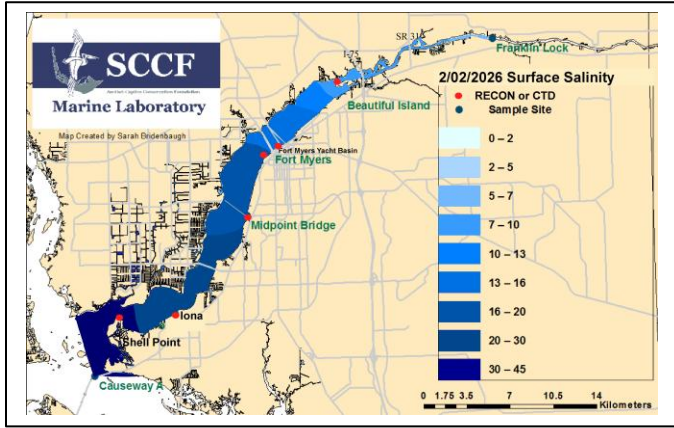 SCCF
Sanibel-Captiva Conservation Foundation
Marine Laboratory
Map Created by Sarah Bridenbaugh
SR 31
I-75
Franklin Lock
Beautiful Island
Fort Myers Yacht Basin
Fort Myers
Midpoint Bridge
Iona
Shell Point
Causeway A
2/02/2026 Surface Salinity
RECON or CTD
Sample Site
0 – 2
2 – 5
5 – 7
7 – 10
10 – 13
13 – 16
16 – 20
20 – 30
30 – 45
0 1.75 3.5 7 10.5 14
Kilometers